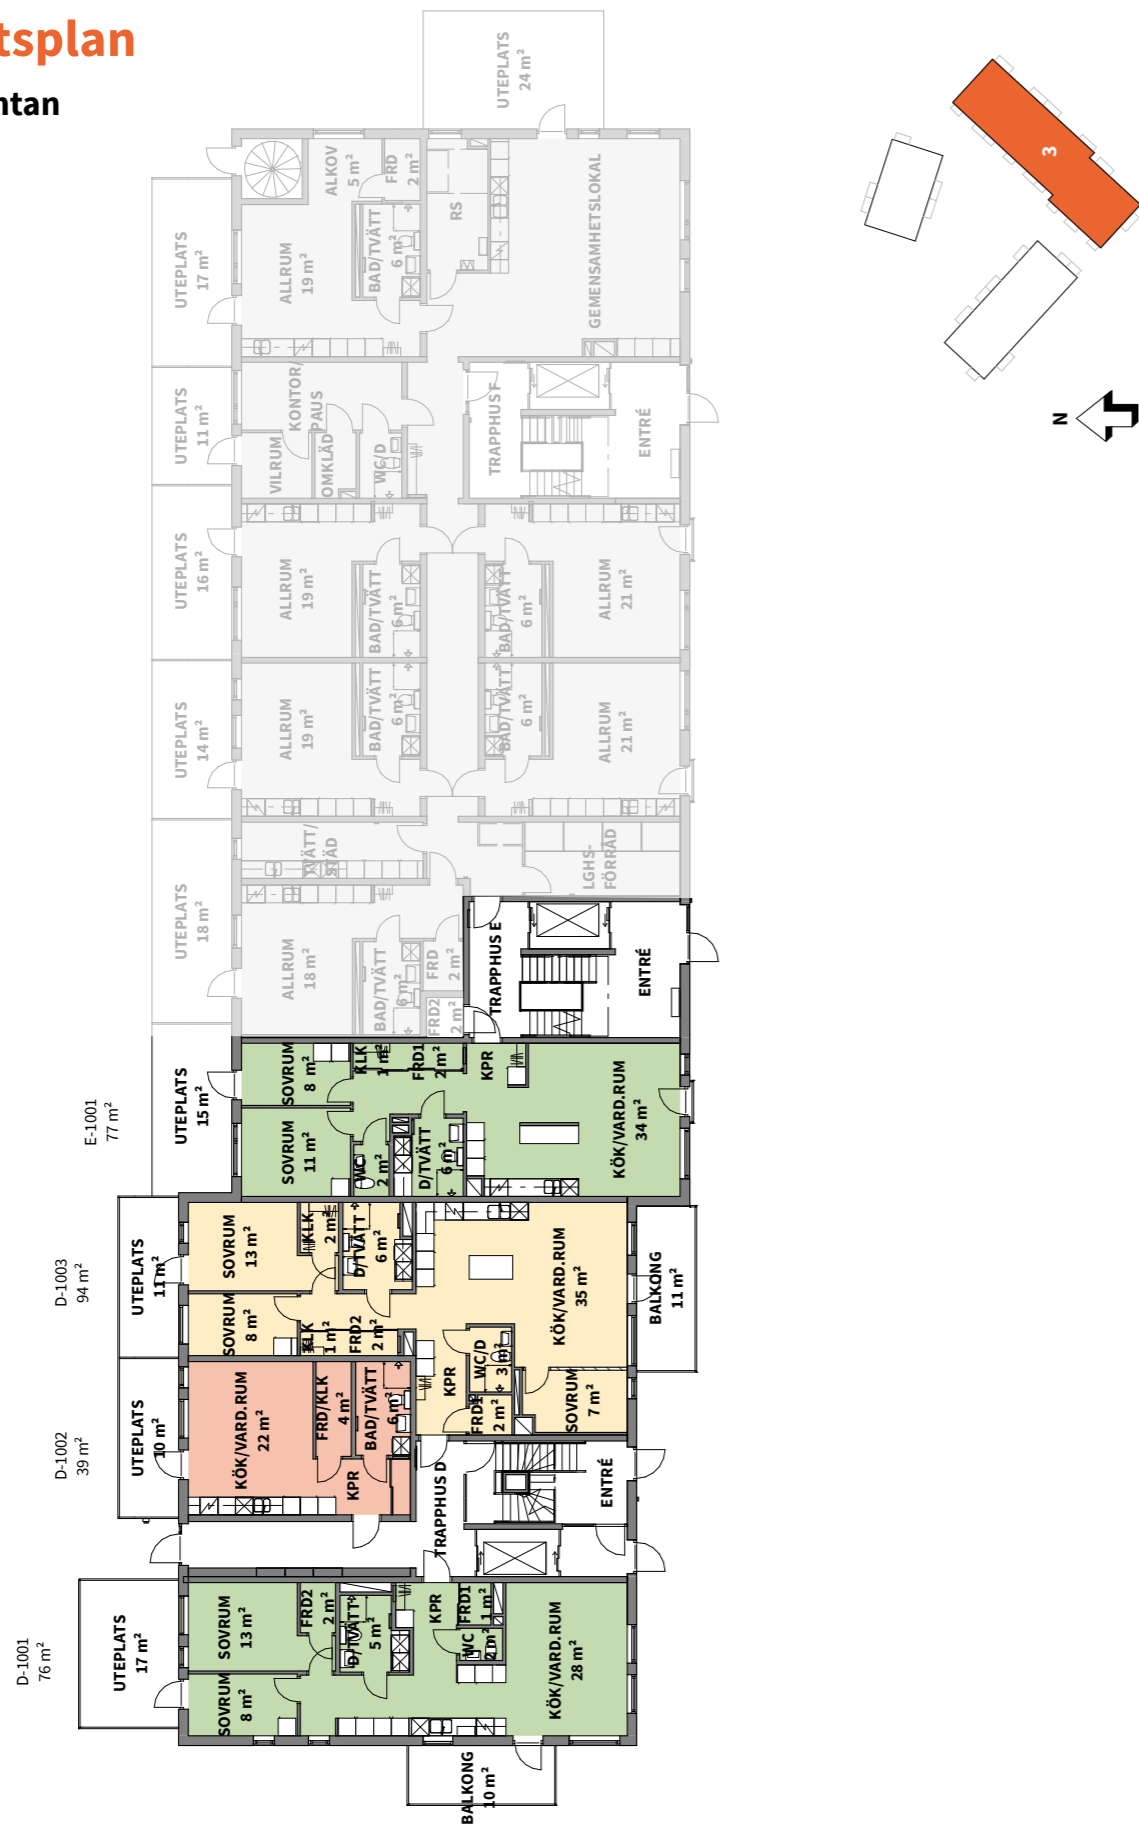 tsplan
ntan
3
N
UTEPLATS
24 m²
ALKOV
5 m²
FRD
2 m²
RS
GEMENSAMHETSLOKAL
UTEPLATS
17 m²
ALLRUM
19 m²
BAD/TVÄTT
6 m²
UTEPLATS
11 m²
KONTOR/
PAUS
VILRUM
OMKLÄD
WC/D
TRAPPHUS F
ENTRÉ
UTEPLATS
16 m²
ALLRUM
19 m²
BAD/TVÄTT
6 m²
BAD/TVÄTT
6 m²
ALLRUM
21 m²
UTEPLATS
14 m²
ALLRUM
19 m²
BAD/TVÄTT
6 m²
BAD/TVÄTT
6 m²
ALLRUM
21 m²
TVÄTT/
STÄD
LGHS-
FÖRRÅD
UTEPLATS
18 m²
ALLRUM
18 m²
BAD/TVÄTT
6 m²
FRD
2 m²
FRD2
2 m²
TRAPPHUS E
ENTRÉ
E-1001
77 m²
UTEPLATS
15 m²
SOVRUM
8 m²
KLK
1 m²
FRD1
2 m²
KPR
SOVRUM
11 m²
WC
2 m²
D/TVÄTT
6 m²
KÖK/VARD.RUM
34 m²
D-1003
94 m²
UTEPLATS
11 m²
SOVRUM
13 m²
KLK
2 m²
D/TVÄTT
6 m²
KÖK/VARD.RUM
35 m²
BALKONG
11 m²
SOVRUM
8 m²
KLK
1 m²
FRD2
2 m²
KPR
WC/D
3 m²
FRD1
2 m²
SOVRUM
7 m²
D-1002
39 m²
UTEPLATS
10 m²
KÖK/VARD.RUM
22 m²
FRD/KLK
4 m²
BAD/TVÄTT
6 m²
KPR
TRAPPHUS D
ENTRÉ
D-1001
76 m²
UTEPLATS
17 m²
SOVRUM
13 m²
FRD2
2 m²
D/TVÄTT
5 m²
KPR
FRD1
1 m²
WC
2 m²
KÖK/VARD.RUM
28 m²
SOVRUM
8 m²
BALKONG
10 m²